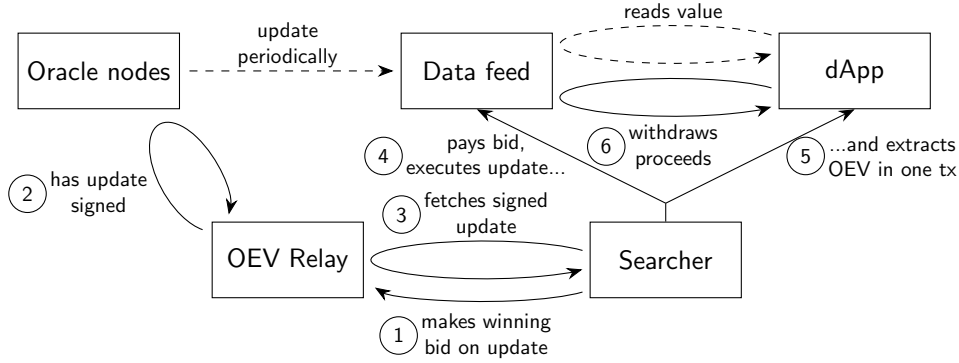 reads value
update
periodically
Oracle nodes
Data feed
dApp
4
pays bid,
executes update...
6
withdraws
proceeds
5
...and extracts
OEV in one tx
2
has update
signed
3
fetches signed
update
OEV Relay
Searcher
1
makes winning
bid on update